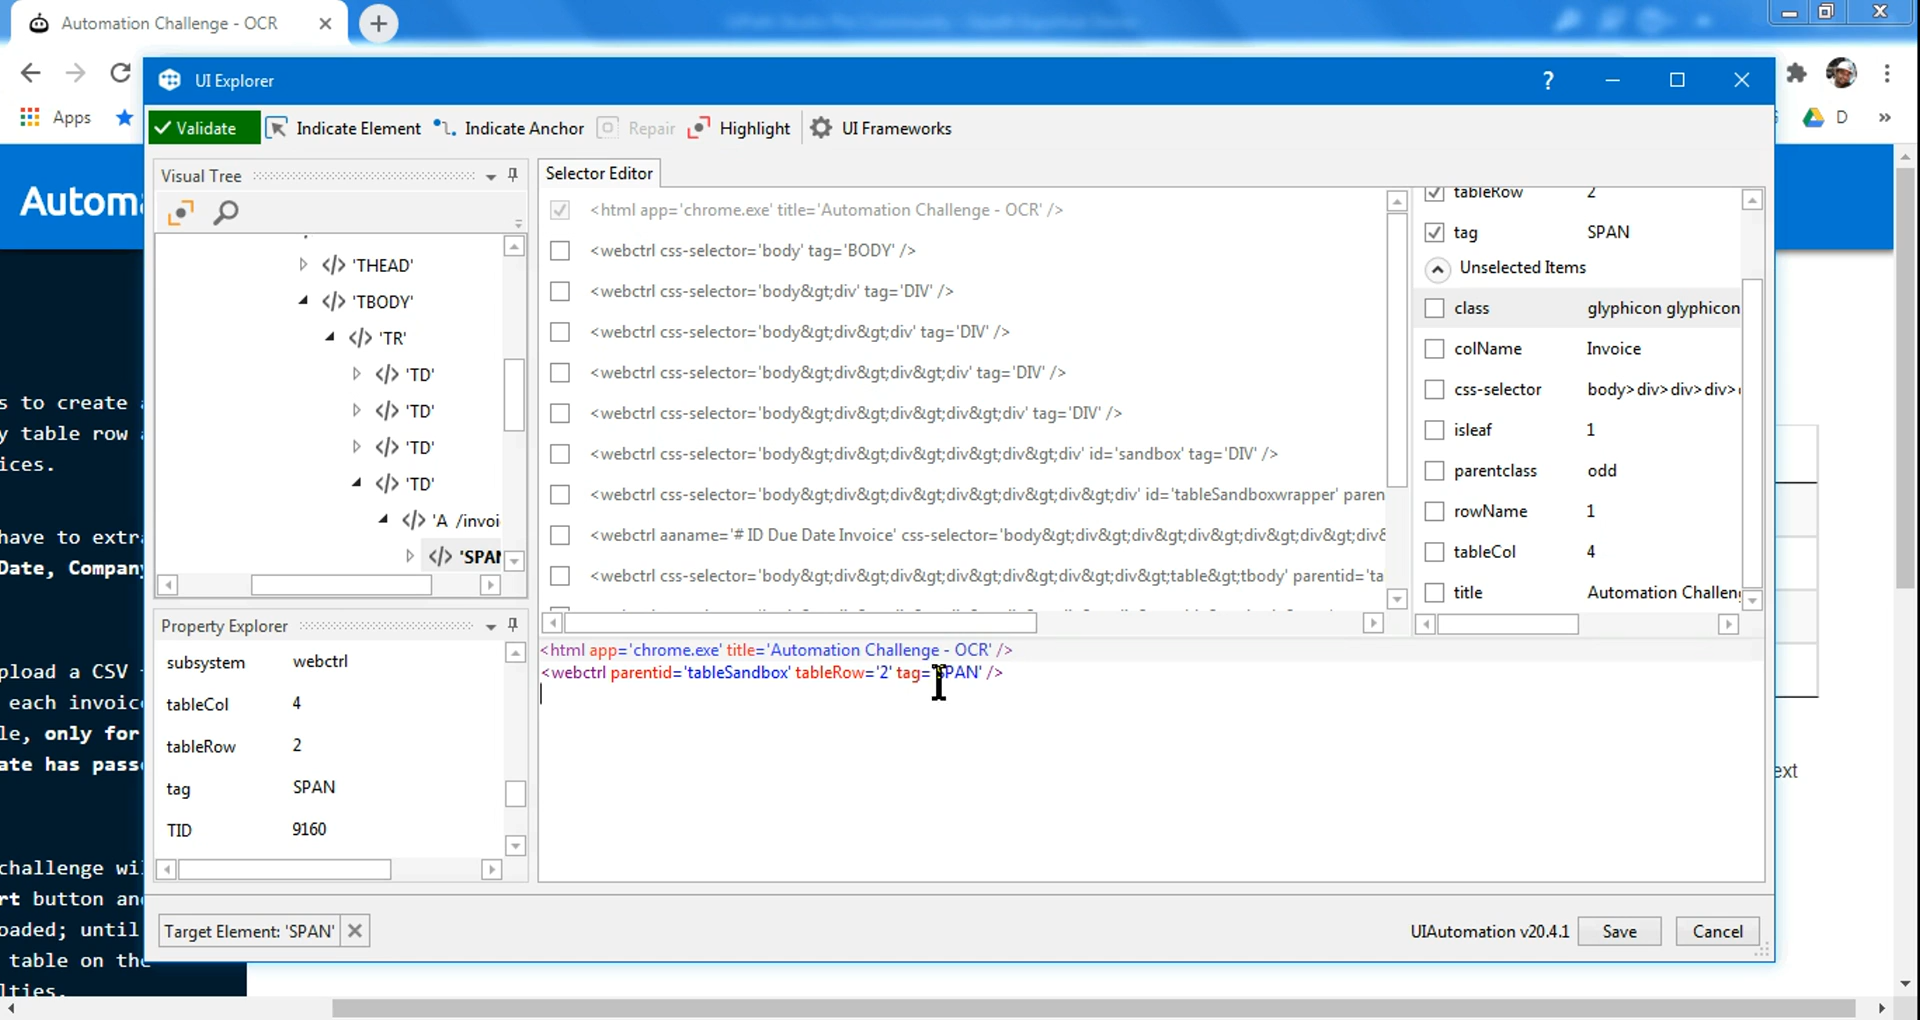 Automation Challenge - OCR
UI Explorer
Apps
D
Validate
Indicate Element
Indicate Anchor
Repair
Highlight
UI Frameworks
Visual Tree
Selector Editor
Autom
<html app='chrome.exe' title='Automation Challenge - OCR' />
<webctrl css-selector='body' tag='BODY' />
<webctrl css-selector='body&gt;div' tag='DIV' />
<webctrl css-selector='body&gt;div&gt;div' tag='DIV' />
<webctrl css-selector='body&gt;div&gt;div&gt;div' tag='DIV' />
<webctrl css-selector='body&gt;div&gt;div&gt;div&gt;div' tag='DIV' />
<webctrl css-selector='body&gt;div&gt;div&gt;div&gt;div&gt;div' id='sandbox' tag='DIV' />
<webctrl css-selector='body&gt;div&gt;div&gt;div&gt;div&gt;div&gt;div' id='tableSandboxwrapper' paren
<webctrl aaname='# ID Due Date Invoice' css-selector='body&gt;div&gt;div&gt;div&gt;div&gt;div&
<webctrl css-selector='body&gt;div&gt;div&gt;div&gt;div&gt;div&gt;table&gt;tbody' parentid='ta
tableRow 2
tag SPAN
Unselected Items
class glyphicon glyphicon
colName Invoice
css-selector body>div>div>div>
isleaf 1
parentclass odd
rowName 1
tableCol 4
title Automation Challen
'THEAD'
'TBODY'
'TR'
'TD'
'TD'
'TD'
'TD'
'A /invoi
'SPAN
Property Explorer
subsystem webctrl
tableCol 4
tableRow 2
tag SPAN
TID 9160
<html app='chrome.exe' title='Automation Challenge - OCR' />
<webctrl parentid='tableSandbox' tableRow='2' tag='SPAN' />
s to create
y table row
ices.
have to extr
Date, Company
pload a CSV
each invoic
le, only for
ate has pass
challenge wi
rt button an
oaded; until
table on the
lties.
ext
Target Element: 'SPAN'
UIAutomation v20.4.1
Save
Cancel